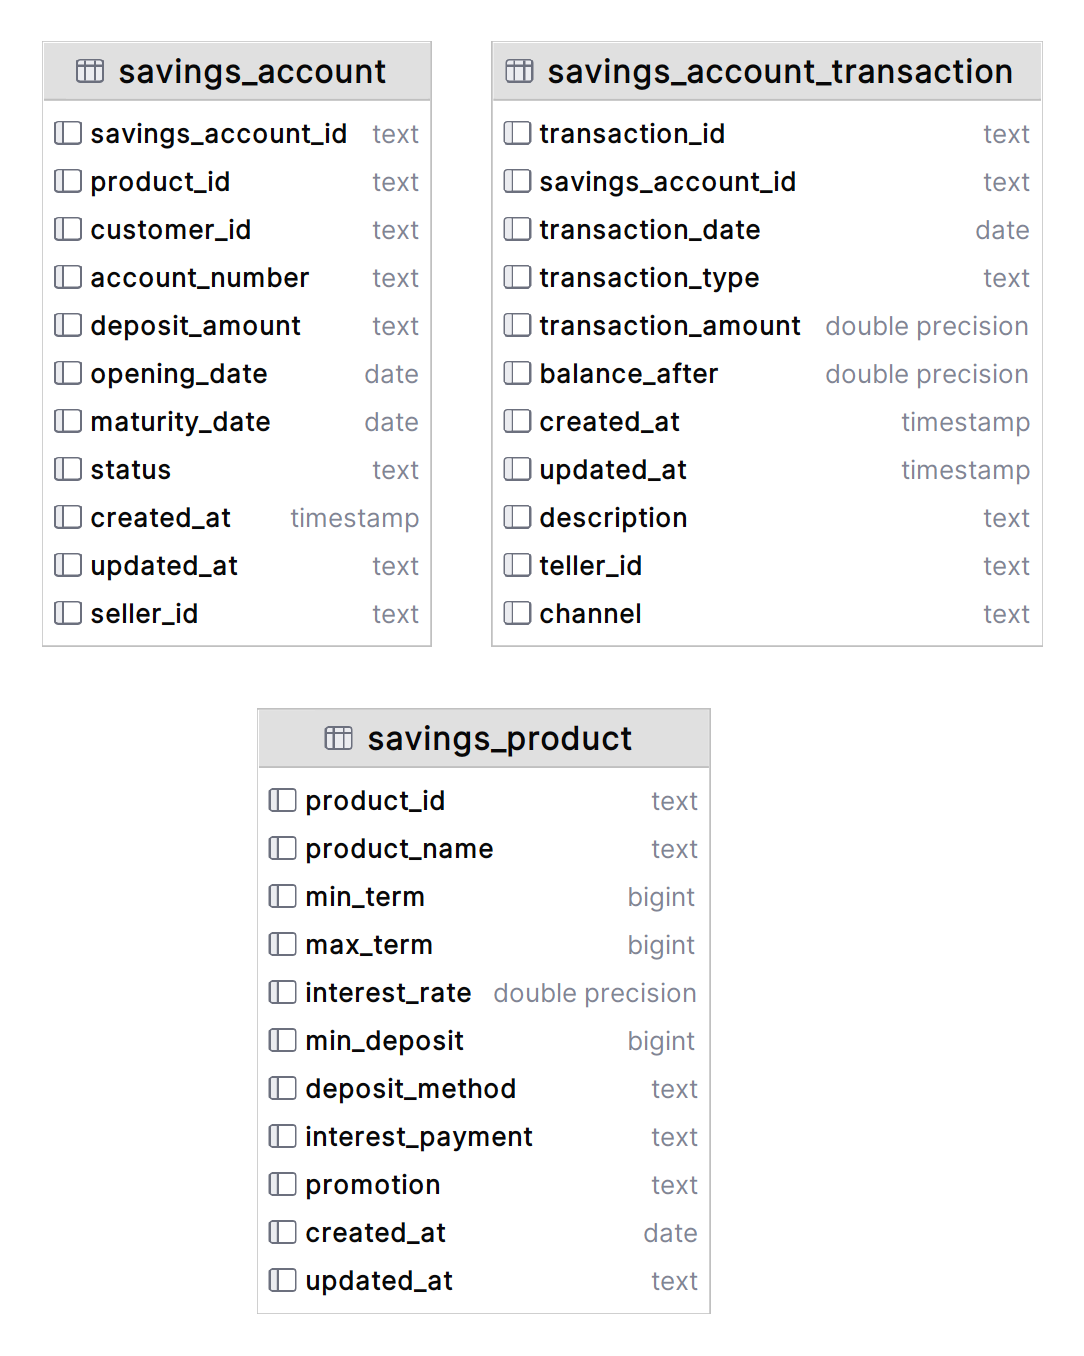 savings_account
savings_account_id text
product_id text
customer_id text
account_number text
deposit_amount text
opening_date date
maturity_date date
status text
created_at timestamp
updated_at text
seller_id text
savings_account_transaction
transaction_id text
savings_account_id text
transaction_date date
transaction_type text
transaction_amount double precision
balance_after double precision
created_at timestamp
updated_at timestamp
description text
teller_id text
channel text
savings_product
product_id text
product_name text
min_term bigint
max_term bigint
interest_rate double precision
min_deposit bigint
deposit_method text
interest_payment text
promotion text
created_at date
updated_at text